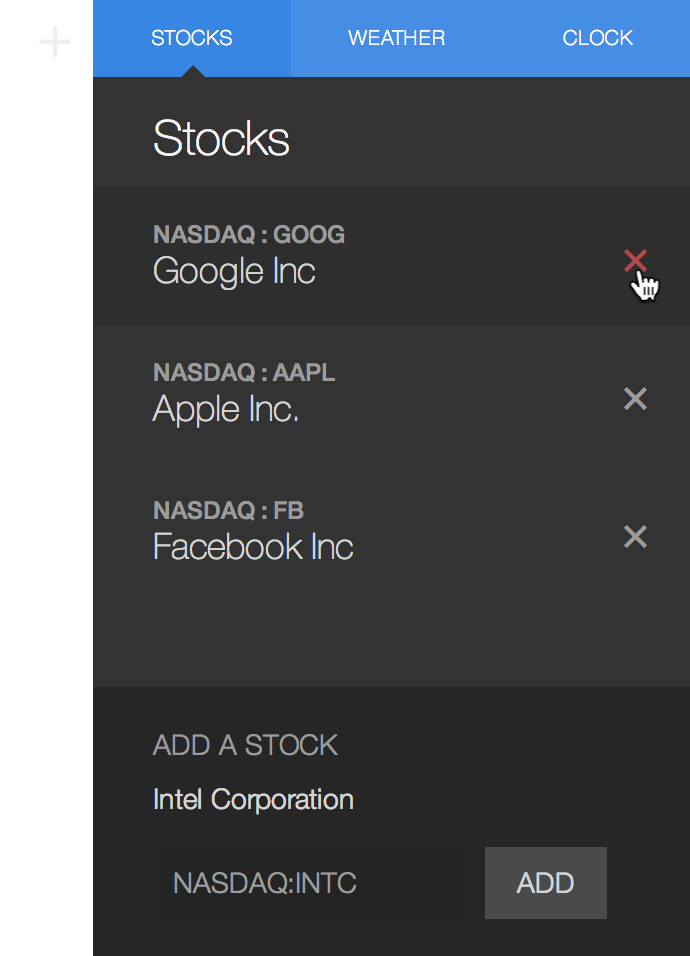 STOCKS WEATHER CLOCK
Stocks
NASDAQ : GOOG
Google Inc
NASDAQ : AAPL
Apple Inc.
NASDAQ : FB
Facebook Inc
ADD A STOCK
Intel Corporation
NASDAQ:INTC ADD